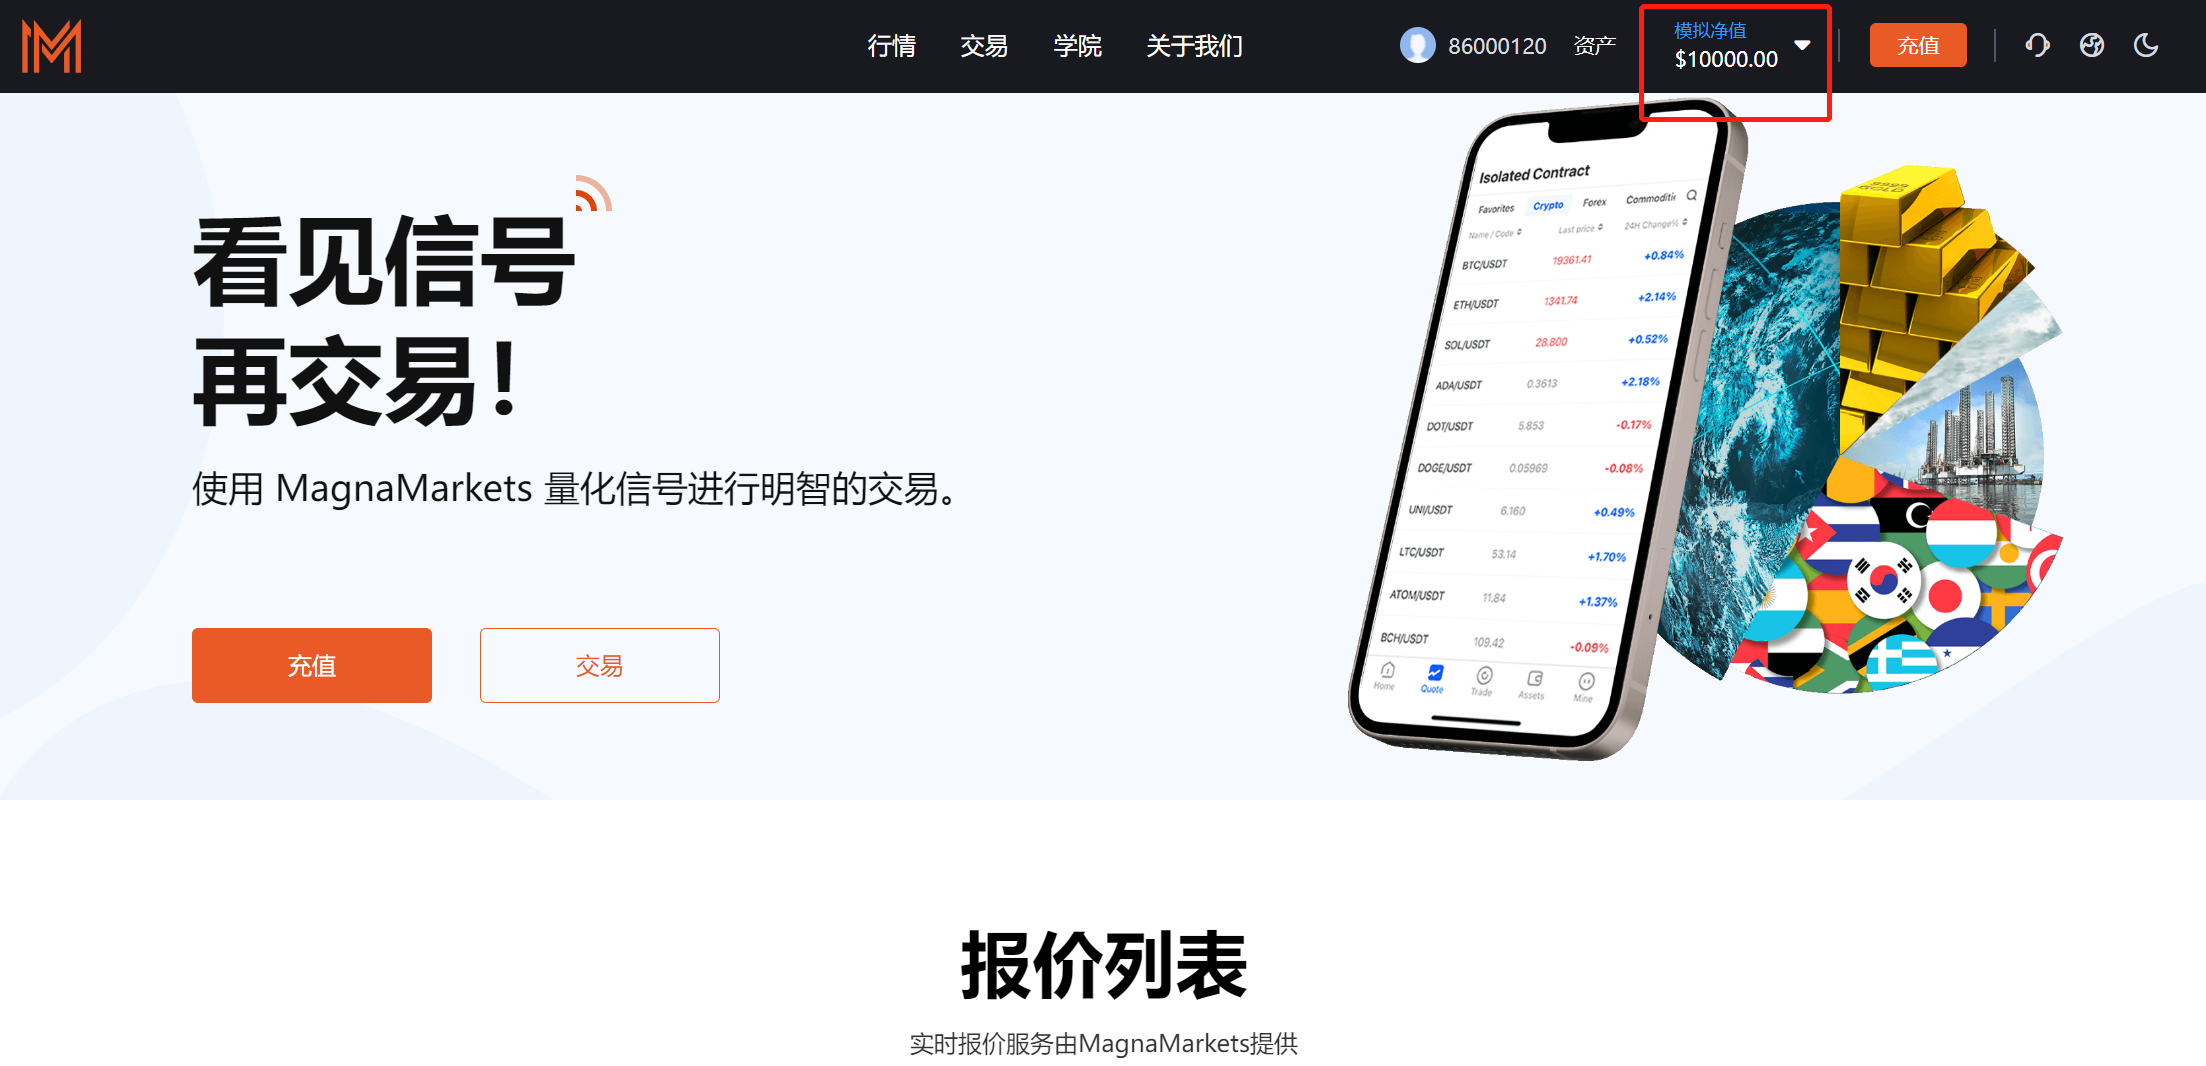 行情 交易 学院 关于我们 86000120 资产 模拟净值 充值
$10000.00
看见信号
再交易！
使用 MagnaMarkets 量化信号进行明智的交易。
充值 交易
Isolated Contract
Favorites Crypto Forex Commoditi
Name / Code Last price 24H Change%
BTC/USDT 19361.41 +0.84%
ETH/USDT 1341.74 +2.14%
SOL/USDT 28.800 +0.52%
ADA/USDT 0.3613 +2.18%
DOT/USDT 5.853 -0.17%
DOGE/USDT 0.05969 -0.08%
UNI/USDT 6.160 +0.49%
LTC/USDT 53.14 +1.70%
ATOM/USDT 11.84 +1.37%
BCH/USDT 109.42 -0.09%
Home Quote Trade Assets Mine
9999
GOLD
报价列表
实时报价服务由MagnaMarkets提供